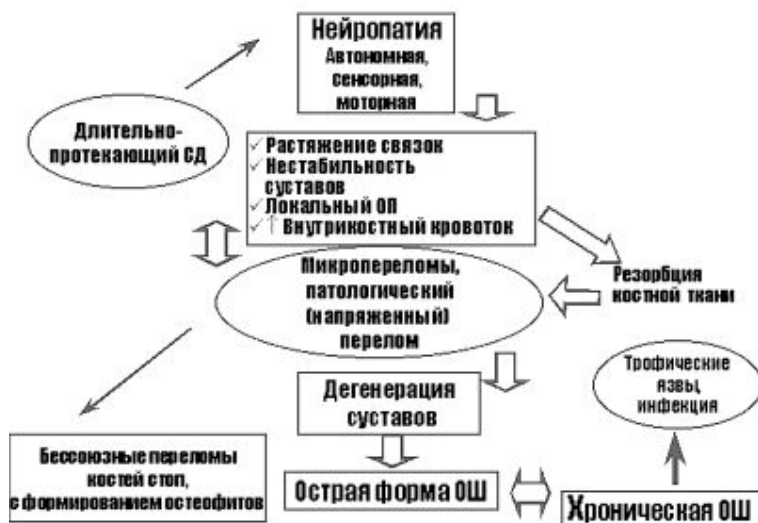 Нейропатия
Автономная,
сенсорная,
моторная
Длительно-
протекающий СД
✓ Растяжение связок
✓ Нестабильность
суставов
✓ Локальный ОП
✓ ↑ Внутрикостный кровоток
Микропереломы,
патологический
(напряженный)
перелом
Резорбция
костной ткани
Трофические
язвы,
инфекция
Дегенерация
суставов
Бессоюзные переломы
костей стоп,
с формированием остеофитов
Острая форма ОШ
Хроническая ОШ